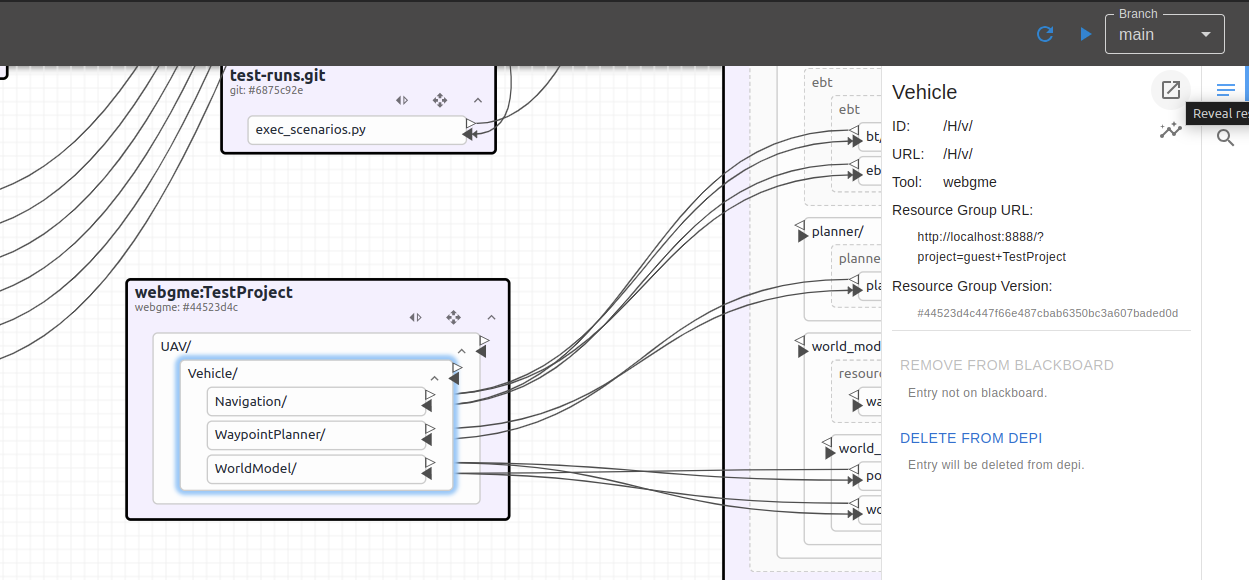 Branch
main
test-runs.git
git: #6875c92e
exec_scenarios.py
webgme:TestProject
webgme: #44523d4c
UAV/
Vehicle/
Navigation/
WaypointPlanner/
WorldModel/
ebt
ebt
bt/
eb
planner/
planne
pla
world_mod
resourc
wa
world_
po
wo
Vehicle
Reveal res
ID: /H/v/
URL: /H/v/
Tool: webgme
Resource Group URL:
http://localhost:8888/?
project=guest+TestProject
Resource Group Version:
#44523d4c447f66e487cbab6350bc3a607baded0d
REMOVE FROM BLACKBOARD
Entry not on blackboard.
DELETE FROM DEPI
Entry will be deleted from depi.